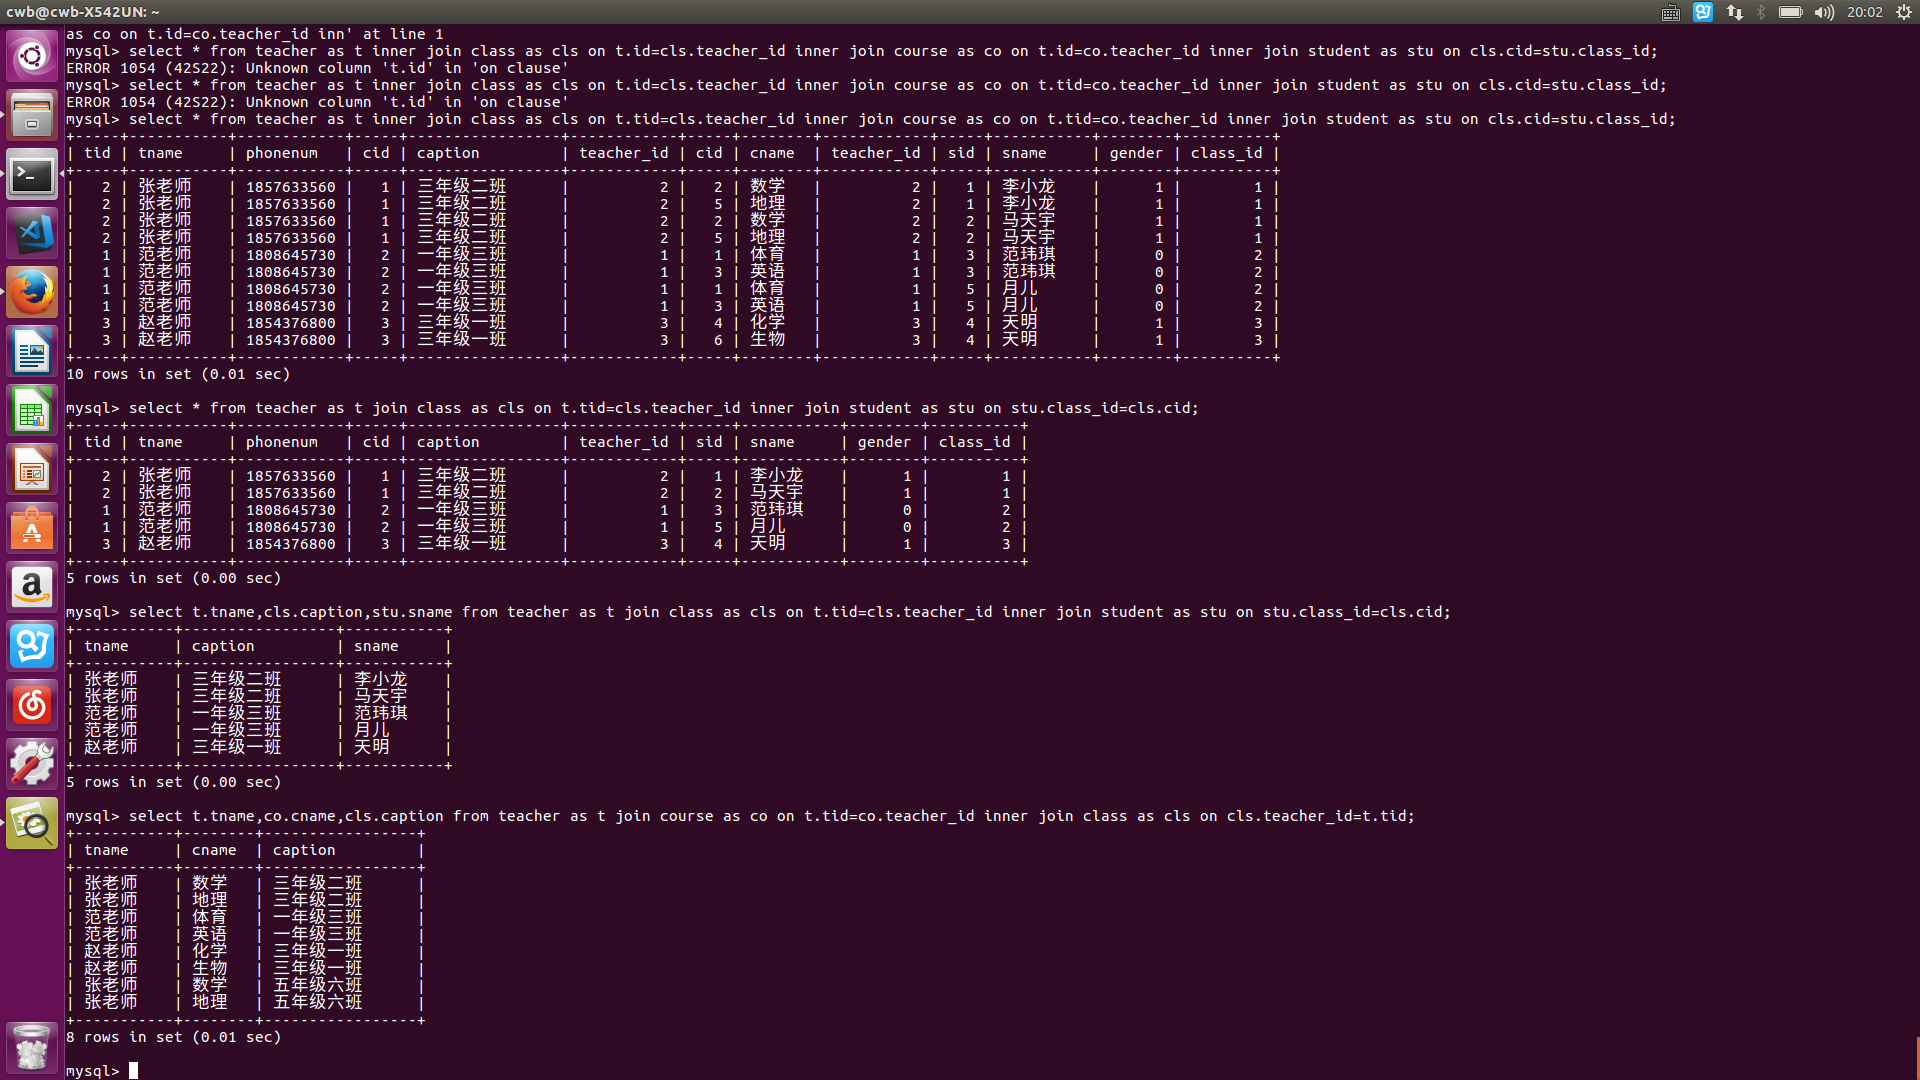 cwb@cwb-X542UN: ~
20:02
as co on t.id=co.teacher_id inn' at line 1
mysql> select * from teacher as t inner join class as cls on t.id=cls.teacher_id inner join course as co on t.id=co.teacher_id inner join student as stu on cls.cid=stu.class_id;
ERROR 1054 (42S22): Unknown column 't.id' in 'on clause'
mysql> select * from teacher as t inner join class as cls on t.id=cls.teacher_id inner join course as co on t.tid=co.teacher_id inner join student as stu on cls.cid=stu.class_id;
ERROR 1054 (42S22): Unknown column 't.id' in 'on clause'
mysql> select * from teacher as t inner join class as cls on t.tid=cls.teacher_id inner join course as co on t.tid=co.teacher_id inner join student as stu on cls.cid=stu.class_id;
+-----+-----------+------------+-----+-----------------+------------+-----+--------+------------+-----+-----------+--------+----------+
| tid | tname | phonenum | cid | caption | teacher_id | cid | cname | teacher_id | sid | sname | gender | class_id |
+-----+-----------+------------+-----+-----------------+------------+-----+--------+------------+-----+-----------+--------+----------+
| 2 | 张老师 | 1857633560 | 1 | 三年级二班 | 2 | 2 | 数学 | 2 | 1 | 李小龙 | 1 | 1 |
| 2 | 张老师 | 1857633560 | 1 | 三年级二班 | 2 | 5 | 地理 | 2 | 1 | 李小龙 | 1 | 1 |
| 2 | 张老师 | 1857633560 | 1 | 三年级二班 | 2 | 2 | 数学 | 2 | 2 | 马天宇 | 1 | 1 |
| 2 | 张老师 | 1857633560 | 1 | 三年级二班 | 2 | 5 | 地理 | 2 | 2 | 马天宇 | 1 | 1 |
| 1 | 范老师 | 1808645730 | 2 | 一年级三班 | 1 | 1 | 体育 | 1 | 3 | 范玮琪 | 0 | 2 |
| 1 | 范老师 | 1808645730 | 2 | 一年级三班 | 1 | 3 | 英语 | 1 | 3 | 范玮琪 | 0 | 2 |
| 1 | 范老师 | 1808645730 | 2 | 一年级三班 | 1 | 1 | 体育 | 1 | 5 | 月儿 | 0 | 2 |
| 1 | 范老师 | 1808645730 | 2 | 一年级三班 | 1 | 3 | 英语 | 1 | 5 | 月儿 | 0 | 2 |
| 3 | 赵老师 | 1854376800 | 3 | 三年级一班 | 3 | 4 | 化学 | 3 | 4 | 天明 | 1 | 3 |
| 3 | 赵老师 | 1854376800 | 3 | 三年级一班 | 3 | 6 | 生物 | 3 | 4 | 天明 | 1 | 3 |
+-----+-----------+------------+-----+-----------------+------------+-----+--------+------------+-----+-----------+--------+----------+
10 rows in set (0.01 sec)
mysql> select * from teacher as t join class as cls on t.tid=cls.teacher_id inner join student as stu on stu.class_id=cls.cid;
+-----+-----------+------------+-----+-----------------+------------+-----+-----------+--------+----------+
| tid | tname | phonenum | cid | caption | teacher_id | sid | sname | gender | class_id |
+-----+-----------+------------+-----+-----------------+------------+-----+-----------+--------+----------+
| 2 | 张老师 | 1857633560 | 1 | 三年级二班 | 2 | 1 | 李小龙 | 1 | 1 |
| 2 | 张老师 | 1857633560 | 1 | 三年级二班 | 2 | 2 | 马天宇 | 1 | 1 |
| 1 | 范老师 | 1808645730 | 2 | 一年级三班 | 1 | 3 | 范玮琪 | 0 | 2 |
| 1 | 范老师 | 1808645730 | 2 | 一年级三班 | 1 | 5 | 月儿 | 0 | 2 |
| 3 | 赵老师 | 1854376800 | 3 | 三年级一班 | 3 | 4 | 天明 | 1 | 3 |
+-----+-----------+------------+-----+-----------------+------------+-----+-----------+--------+----------+
5 rows in set (0.00 sec)
mysql> select t.tname,cls.caption,stu.sname from teacher as t join class as cls on t.tid=cls.teacher_id inner join student as stu on stu.class_id=cls.cid;
+-----------+-----------------+-----------+
| tname | caption | sname |
+-----------+-----------------+-----------+
| 张老师 | 三年级二班 | 李小龙 |
| 张老师 | 三年级二班 | 马天宇 |
| 范老师 | 一年级三班 | 范玮琪 |
| 范老师 | 一年级三班 | 月儿 |
| 赵老师 | 三年级一班 | 天明 |
+-----------+-----------------+-----------+
5 rows in set (0.00 sec)
mysql> select t.tname,co.cname,cls.caption from teacher as t join course as co on t.tid=co.teacher_id inner join class as cls on cls.teacher_id=t.tid;
+-----------+--------+-----------------+
| tname | cname | caption |
+-----------+--------+-----------------+
| 张老师 | 数学 | 三年级二班 |
| 张老师 | 地理 | 三年级二班 |
| 范老师 | 体育 | 一年级三班 |
| 范老师 | 英语 | 一年级三班 |
| 赵老师 | 化学 | 三年级一班 |
| 赵老师 | 生物 | 三年级一班 |
| 张老师 | 数学 | 五年级六班 |
| 张老师 | 地理 | 五年级六班 |
+-----------+--------+-----------------+
8 rows in set (0.01 sec)
mysql>